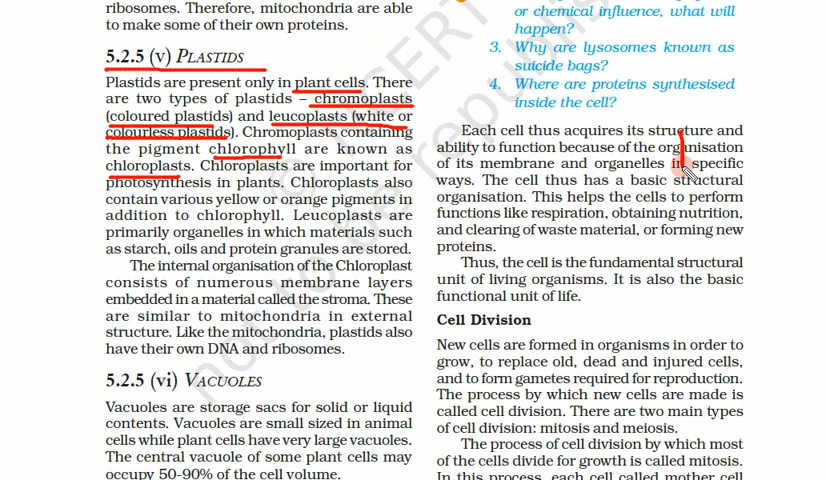 ribosomes. Therefore, mitochondria are able
to make some of their own proteins.
5.2.5 (v) PLASTIDS
Plastids are present only in plant cells. There
are two types of plastids – chromoplasts
(coloured plastids) and leucoplasts (white or
colourless plastids). Chromoplasts containing
the pigment chlorophyll are known as
chloroplasts. Chloroplasts are important for
photosynthesis in plants. Chloroplasts also
contain various yellow or orange pigments in
addition to chlorophyll. Leucoplasts are
primarily organelles in which materials such
as starch, oils and protein granules are stored.
The internal organisation of the Chloroplast
consists of numerous membrane layers
embedded in a material called the stroma. These
are similar to mitochondria in external
structure. Like the mitochondria, plastids also
have their own DNA and ribosomes.
5.2.5 (vi) VACUOLES
Vacuoles are storage sacs for solid or liquid
contents. Vacuoles are small sized in animal
cells while plant cells have very large vacuoles.
The central vacuole of some plant cells may
occupy 50-90% of the cell volume.
or chemical influence, what will
happen?
3. Why are lysosomes known as
suicide bags?
4. Where are proteins synthesised
inside the cell?
Each cell thus acquires its structure and
ability to function because of the organisation
of its membrane and organelles in specific
ways. The cell thus has a basic structural
organisation. This helps the cells to perform
functions like respiration, obtaining nutrition,
and clearing of waste material, or forming new
proteins.
Thus, the cell is the fundamental structural
unit of living organisms. It is also the basic
functional unit of life.
Cell Division
New cells are formed in organisms in order to
grow, to replace old, dead and injured cells,
and to form gametes required for reproduction.
The process by which new cells are made is
called cell division. There are two main types
of cell division: mitosis and meiosis.
The process of cell division by which most
of the cells divide for growth is called mitosis.
In this process, each cell called mother cell
not to be republished